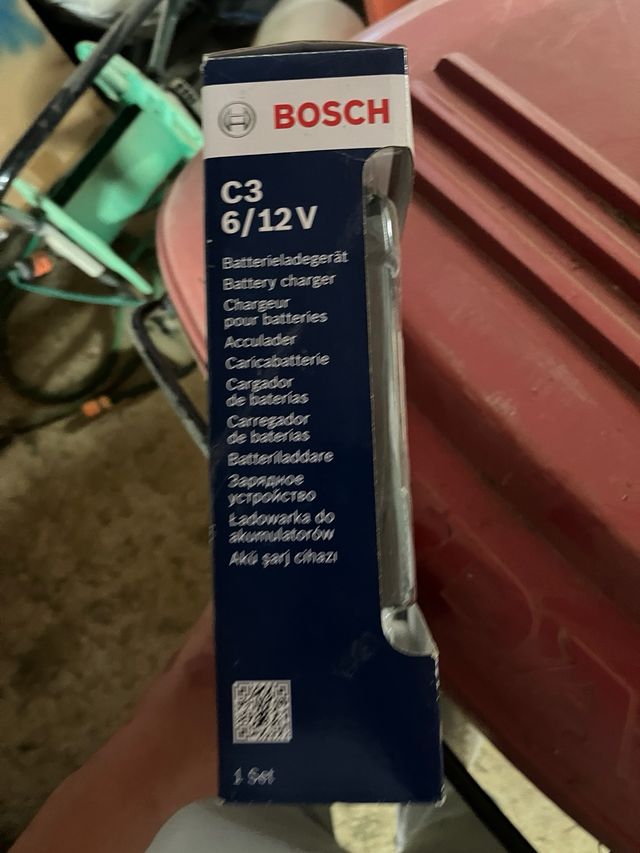 BOSCH
C3
6/12 V
Batterieladegerät
Battery charger
Chargeur
pour batteries
Acculader
Caricabatterie
Cargador
de baterías
Carregador
de baterias
Batteriladdare
Зарядное
устройство
Ładowarka do
akumulatorów
Akü şarj cihazı
1 Set